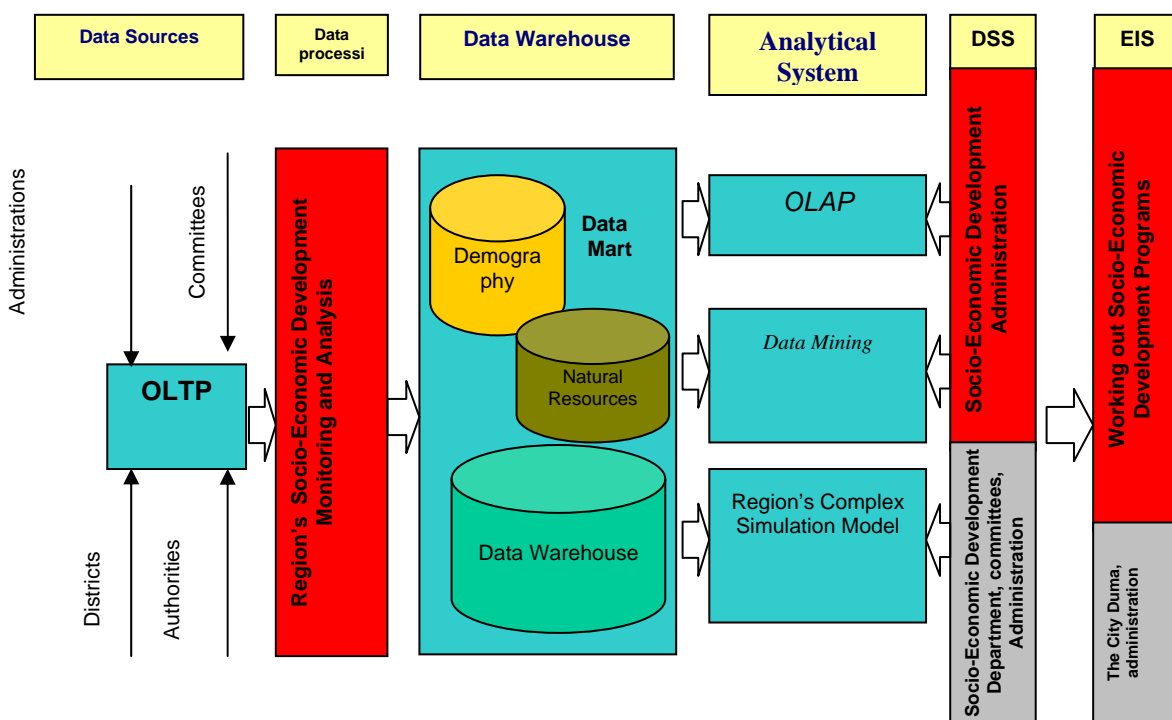 Data Sources
Data
processi
Data Warehouse
Analytical
System
DSS
EIS
Administrations
Committees
OLTP
Districts
Authorities
Region's Socio-Economic Development
Monitoring and Analysis
Data
Mart
Demogra
phy
Natural
Resources
Data Warehouse
OLAP
Data Mining
Region's Complex
Simulation Model
Socio-Economic Development
Administration
Socio-Economic Development
Department, committees,
Administration
Working out Socio-Economic
Development Programs
The City Duma,
administration